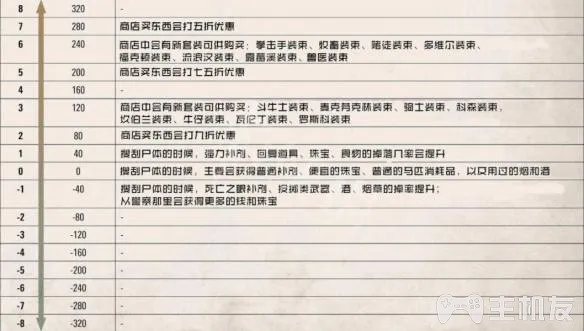 8 320 -
7 280 商店买东西会打五折优惠
6 240 商店中会有新套装可供购买：拳击手装束、牧畜装束、赌徒装束、多维尔装束、
福克顿装束、流浪汉装束、露茜溪装束、兽医装束
5 200 商店买东西会打七五折优惠
4 160 -
3 120 商店中会有新套装可供购买：斗牛士装束、麦克劳克林装束、骑士装束、科森装束，
坎伯兰装束、牛仔装束、瓦伦丁装束、罗斯科装束
2 80 商店买东西会打九折优惠
1 40 搜刮尸体的时候，强力补剂、回复道具、珠宝、食物的掉落几率会提升
0 0 搜刮尸体的时候，主要会获得普通补剂、便宜的珠宝、普通的马匹消耗品，以及用过的烟和酒
-1 -40 搜刮尸体的时候，死亡之眼补剂、投掷类武器、酒、烟草的掉率提升；
以警察那里会获得更多的钱和珠宝
-2 -80 -
-3 -120 -
-4 -160 -
-5 -200 -
-6 -240 -
-7 -280 -
-8 -320 -
主机友